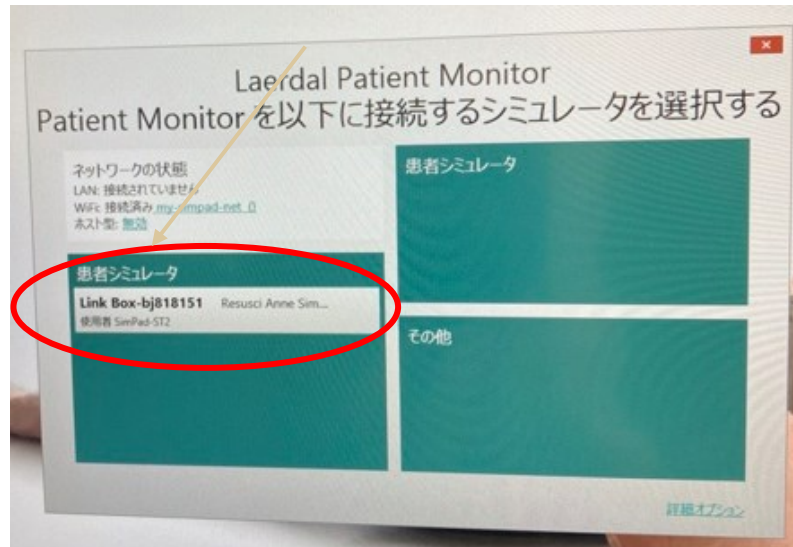 Laerdal Patient Monitor
Patient Monitor を以下に接続するシミュレータを選択する
ネットワークの状態
LAN: 接続されていません
WiFi: 接続済み my-simpad-net_0
ホスト型: 無効
患者シミュレータ
Link Box-bj818151 Resusci Anne Sim...
使用者 SimPad-ST2
患者シミュレータ
その他
詳細オプション